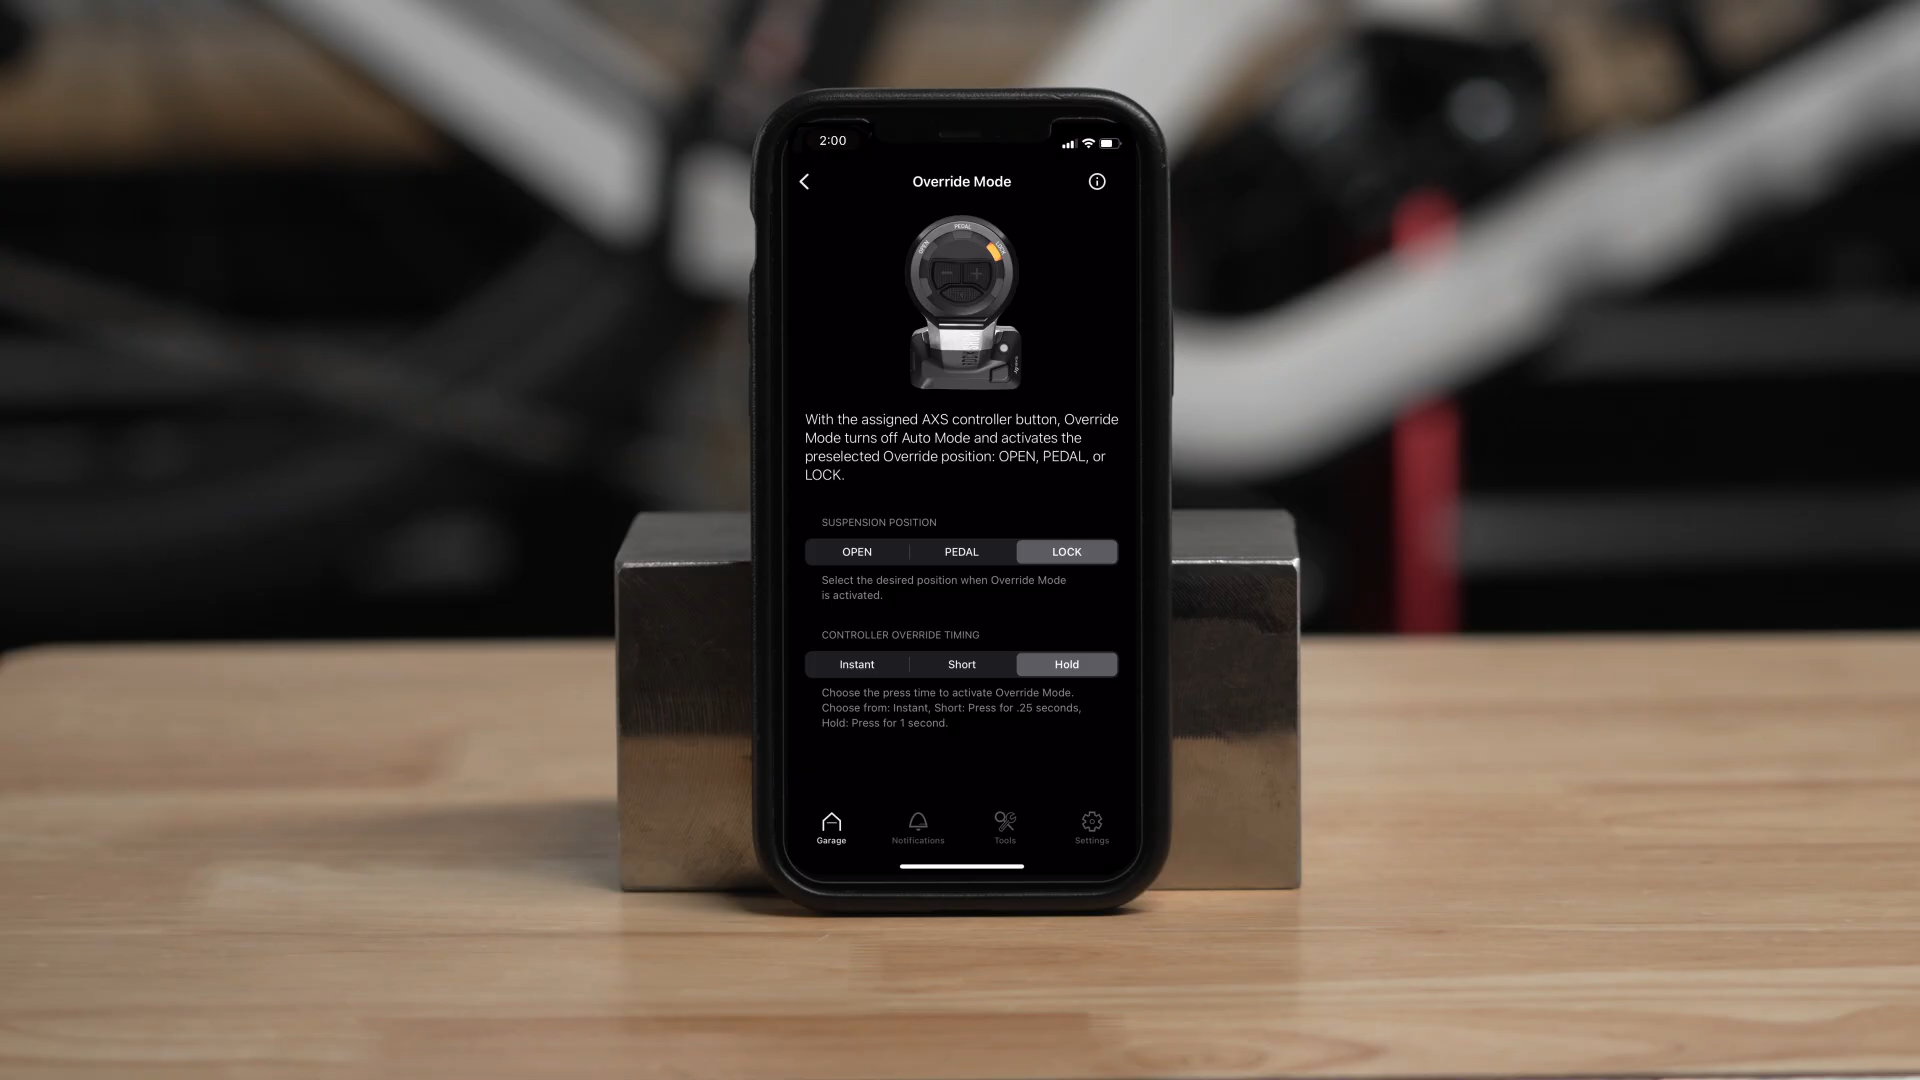 2:00
Override Mode
PEDAL
OPEN
LOCK
With the assigned AXS controller button, Override
Mode turns off Auto Mode and activates the
preselected Override position: OPEN, PEDAL, or
LOCK.
SUSPENSION POSITION
OPEN PEDAL LOCK
Select the desired position when Override Mode
is activated.
CONTROLLER OVERRIDE TIMING
Instant Short Hold
Choose the press time to activate Override Mode.
Choose from: Instant, Short: Press for .25 seconds,
Hold: Press for 1 second.
Garage Notifications Tools Settings